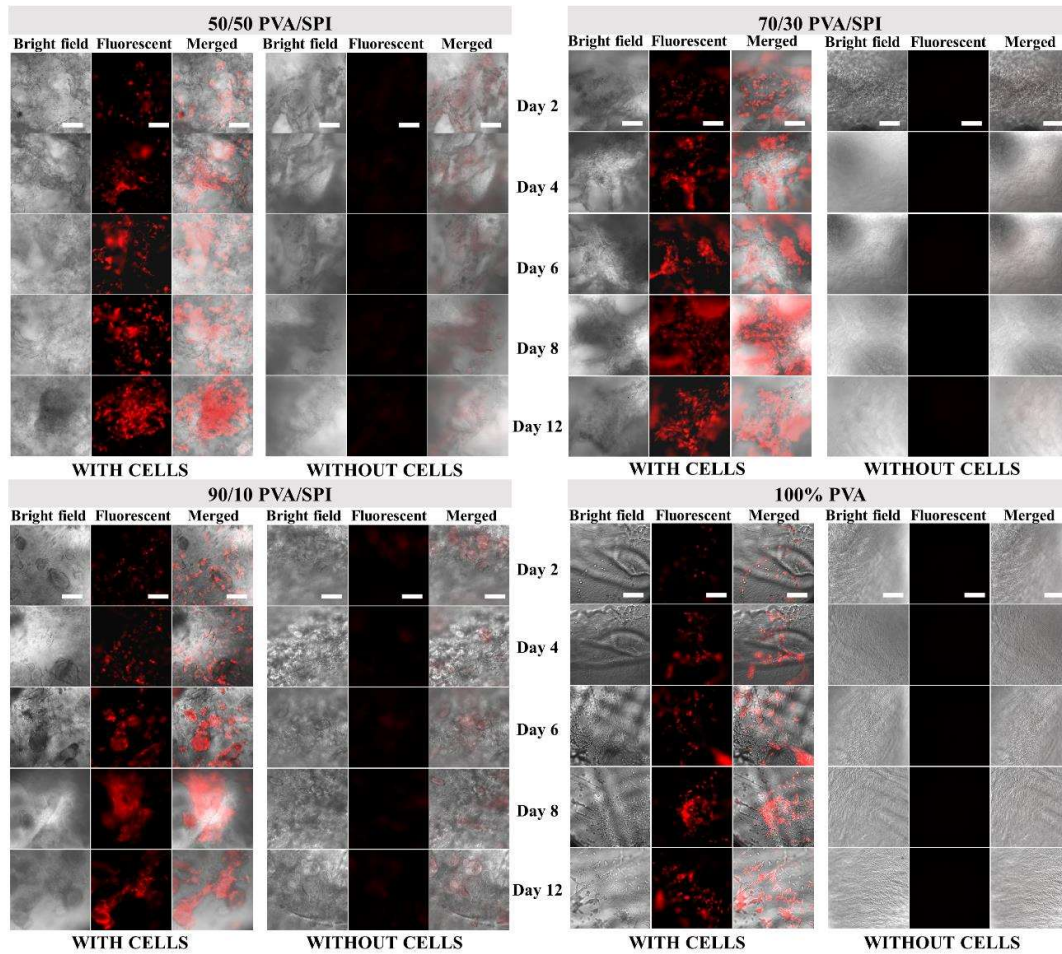 50/50 PVA/SPI
Bright field Fluorescent Merged Bright field Fluorescent Merged
70/30 PVA/SPI
Bright field Fluorescent Merged Bright field Fluorescent Merged
Day 2
Day 4
Day 6
Day 8
Day 12
WITH CELLS WITHOUT CELLS
WITH CELLS WITHOUT CELLS
90/10 PVA/SPI
Bright field Fluorescent Merged Bright field Fluorescent Merged
100% PVA
Bright field Fluorescent Merged Bright field Fluorescent Merged
Day 2
Day 4
Day 6
Day 8
Day 12
WITH CELLS WITHOUT CELLS
WITH CELLS WITHOUT CELLS